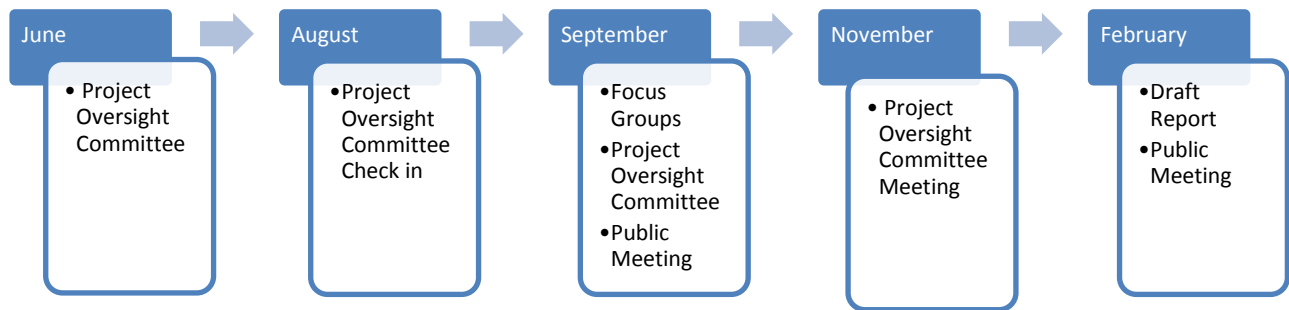 June
• Project
Oversight
Committee
August
•Project
Oversight
Committee
Check in
September
•Focus
Groups
•Project
Oversight
Committee
•Public
Meeting
November
• Project
Oversight
Committee
Meeting
February
•Draft
Report
•Public
Meeting